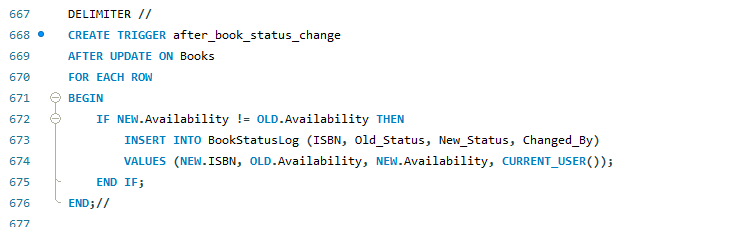 667 DELIMITER //
668 CREATE TRIGGER after_book_status_change
669 AFTER UPDATE ON Books
670 FOR EACH ROW
671 BEGIN
672 IF NEW.Availability != OLD.Availability THEN
673 INSERT INTO BookStatusLog (ISBN, Old_Status, New_Status, Changed_By)
674 VALUES (NEW.ISBN, OLD.Availability, NEW.Availability, CURRENT_USER());
675 END IF;
676 END;//
677